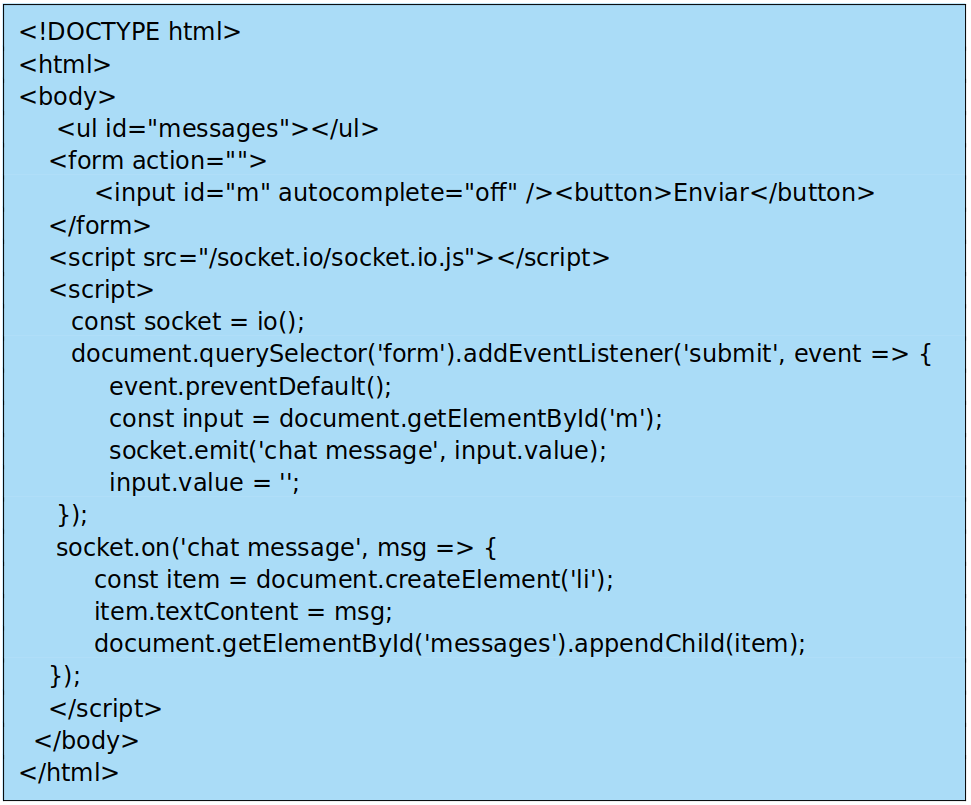 <!DOCTYPE html>
<html>
<body>
<ul id="messages"></ul>
<form action="">
<input id="m" autocomplete="off" /><button>Enviar</button>
</form>
<script src="/socket.io/socket.io.js"></script>
<script>
const socket = io();
document.querySelector('form').addEventListener('submit', event => {
event.preventDefault();
const input = document.getElementById('m');
socket.emit('chat message', input.value);
input.value = '';
});
socket.on('chat message', msg => {
const item = document.createElement('li');
item.textContent = msg;
document.getElementById('messages').appendChild(item);
});
</script>
</body>
</html>